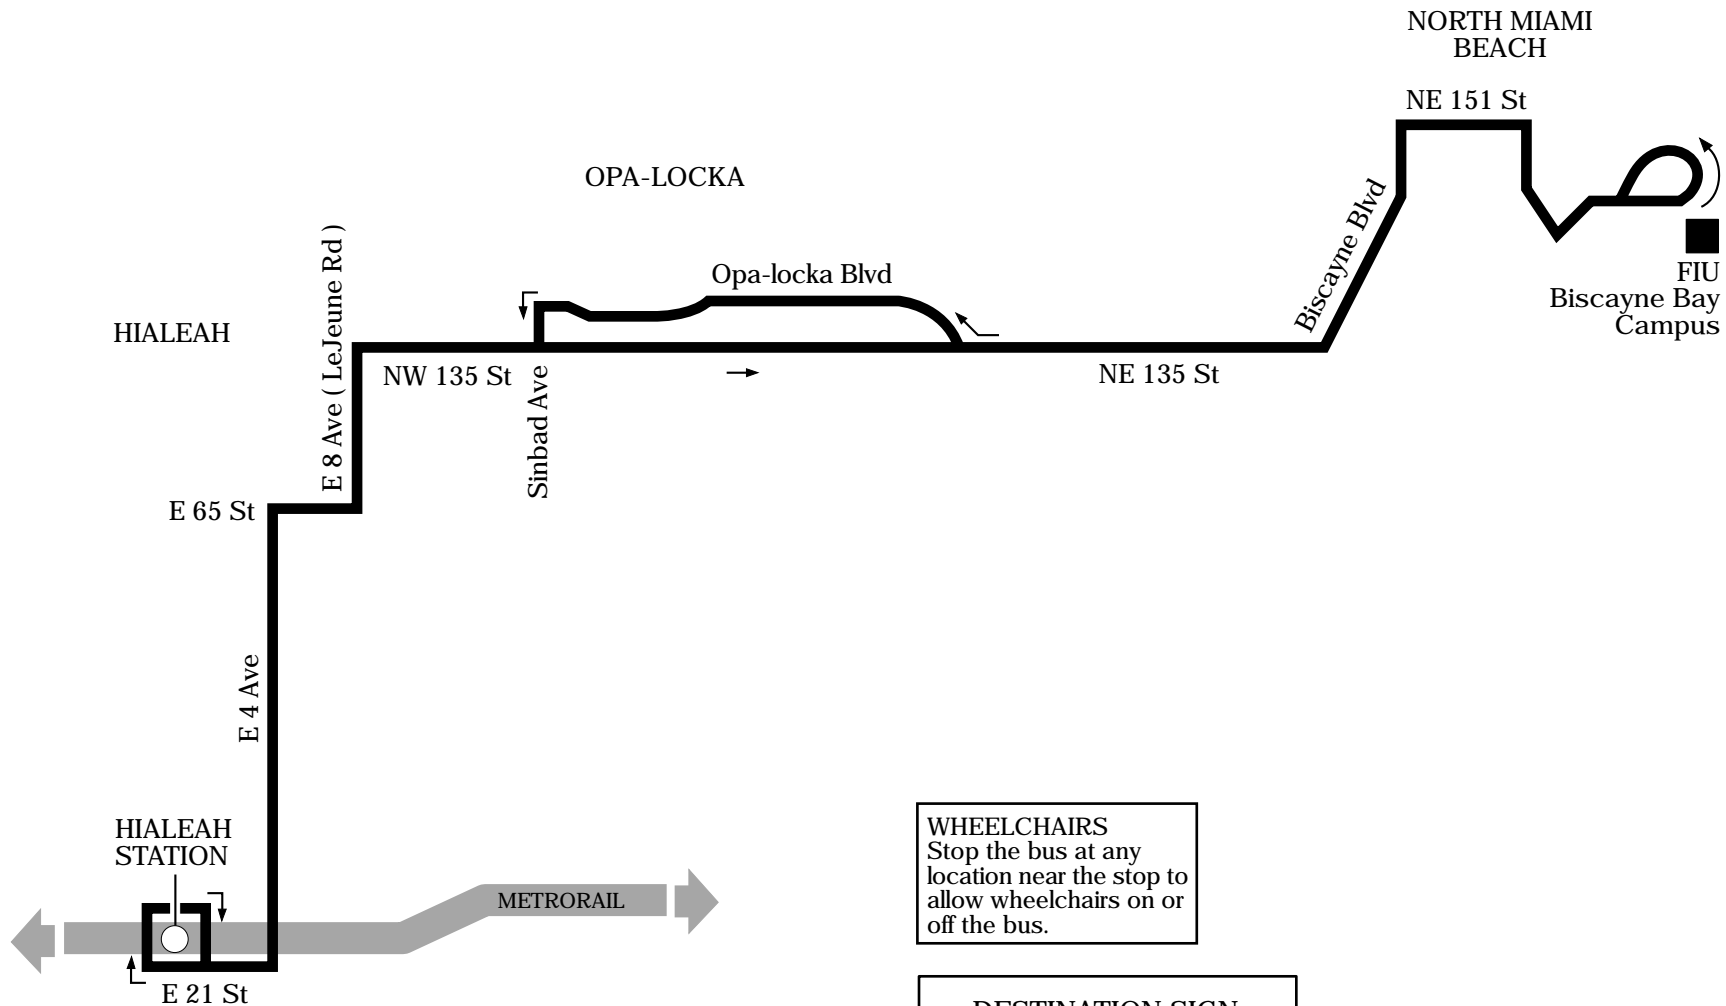 NORTH MIAMI
BEACH
NE 151 St
OPA-LOCKA
Biscayne Blvd
E 8 Ave ( LeJeune Rd )
Opa-locka Blvd
FIU
Biscayne Bay
Campus
HIALEAH
NW 135 St
NE 135 St
Sinbad Ave
E 65 St
E 4 Ave
HIALEAH
STATION
METRORAIL
E 21 St
WHEELCHAIRS
Stop the bus at any
location near the stop to
allow wheelchairs on or
off the bus.
DESTINATION SIGN